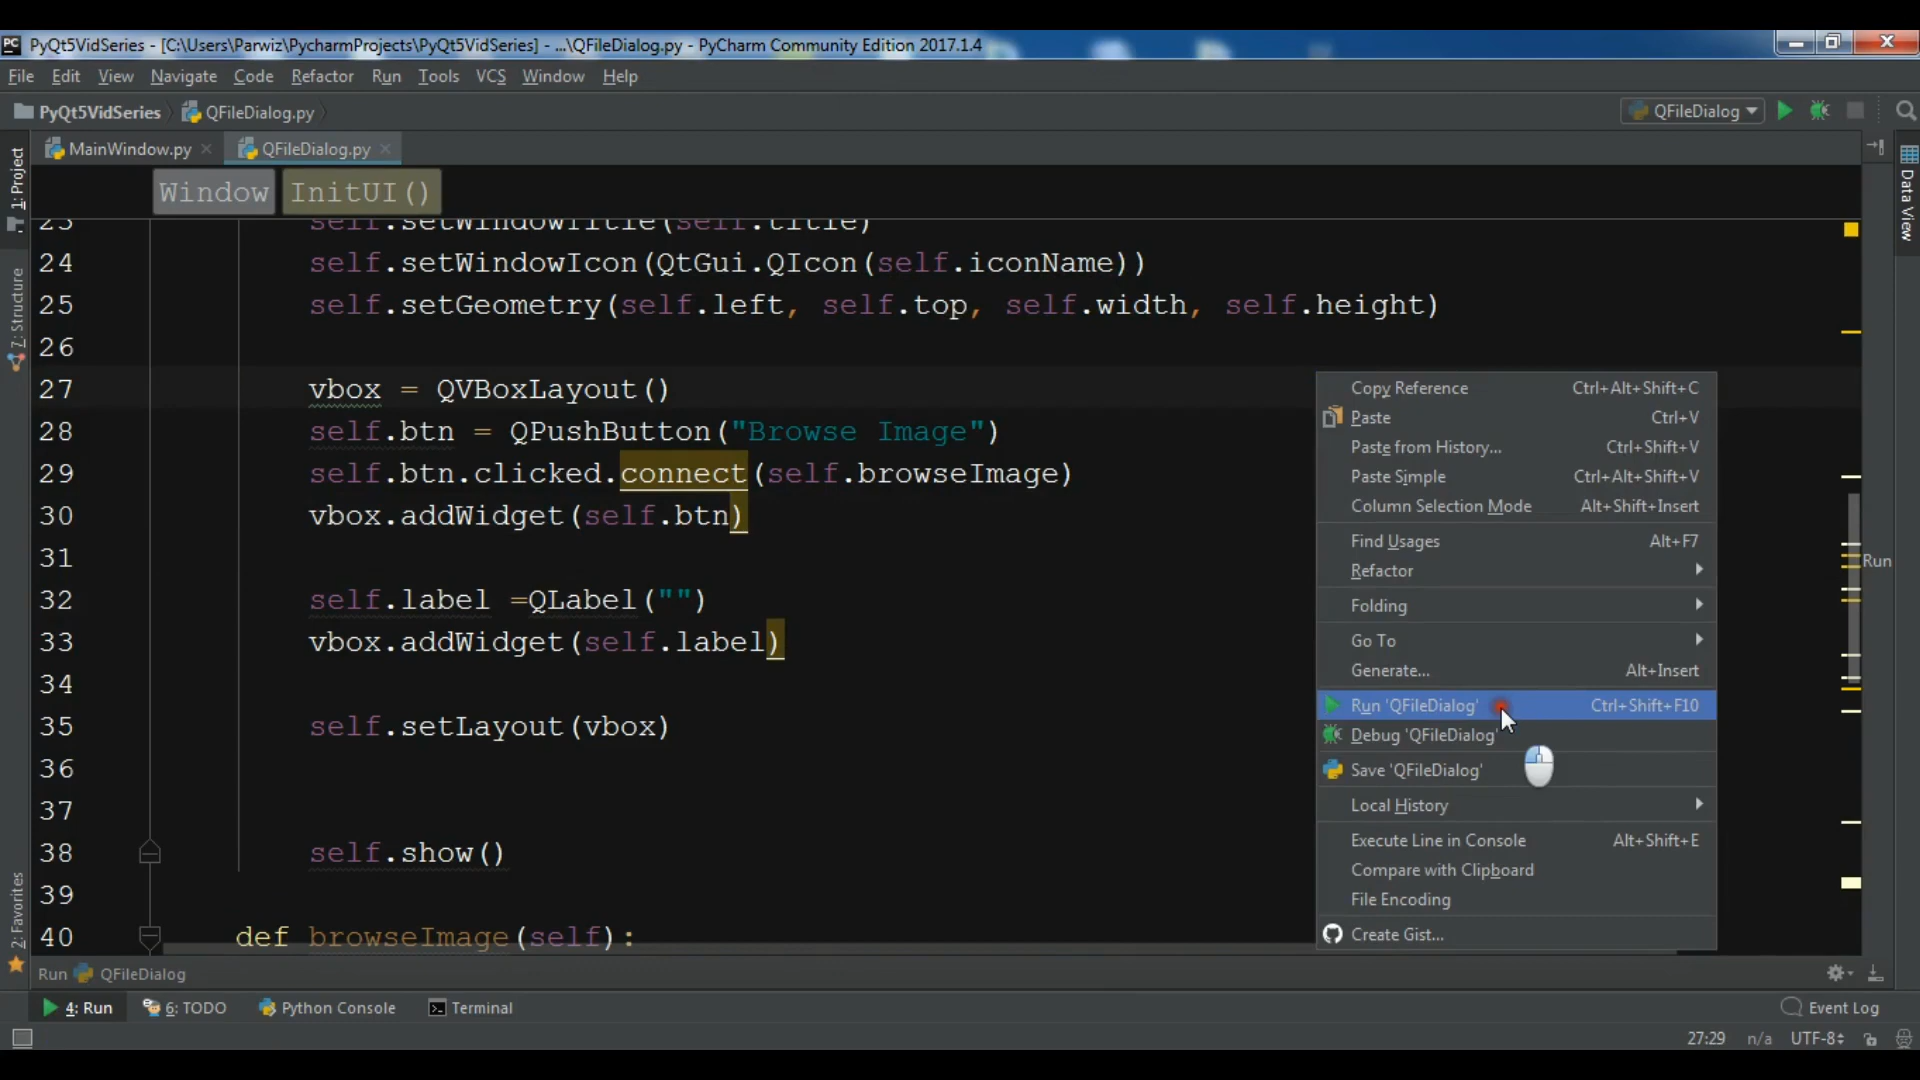 PyQt5VidSeries - [C:\Users\Parwiz\PycharmProjects\PyQt5VidSeries] - ...\QFileDialog.py - PyCharm Community Edition 2017.1.4
File Edit View Navigate Code Refactor Run Tools VCS Window Help
PyQt5VidSeries QFileDialog.py QFileDialog
MainWindow.py QFileDialog.py
1: Project
7: Structure
2: Favorites
Data View
Window InitUI()
23 self.setWindowTitle(self.title)
24 self.setWindowIcon(QtGui.QIcon(self.iconName))
25 self.setGeometry(self.left, self.top, self.width, self.height)
26
27 vbox = QVBoxLayout()
28 self.btn = QPushButton("Browse Image")
29 self.btn.clicked.connect(self.browseImage)
30 vbox.addWidget(self.btn)
31
32 self.label =QLabel("")
33 vbox.addWidget(self.label)
34
35 self.setLayout(vbox)
36
37
38 self.show()
39
40 def browseImage(self):
Copy Reference Ctrl+Alt+Shift+C
Paste Ctrl+V
Paste from History... Ctrl+Shift+V
Paste Simple Ctrl+Alt+Shift+V
Column Selection Mode Alt+Shift+Insert
Find Usages Alt+F7
Refactor
Folding
Go To
Generate... Alt+Insert
Run 'QFileDialog' Ctrl+Shift+F10
Debug 'QFileDialog'
Save 'QFileDialog'
Local History
Execute Line in Console Alt+Shift+E
Compare with Clipboard
File Encoding
Create Gist...
Run
Run QFileDialog
4: Run 6: TODO Python Console Terminal Event Log
27:29 n/a UTF-8